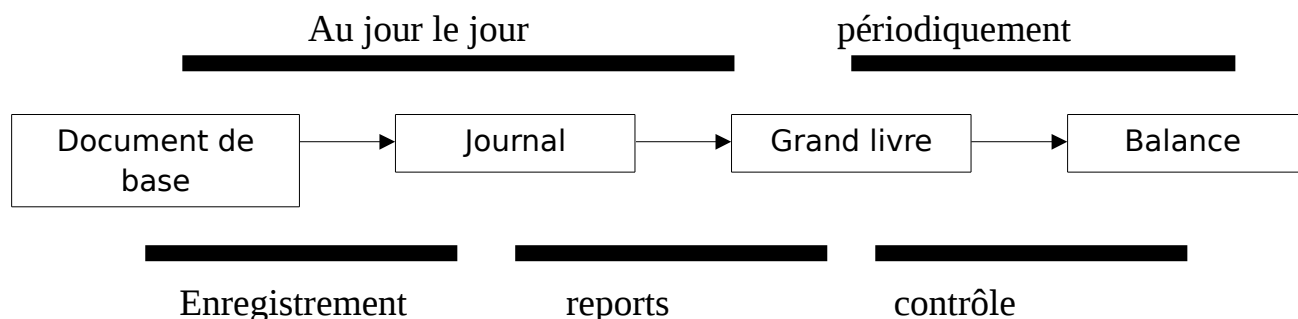 Au jour le jour
périodiquement
Document de
base
Journal
Grand livre
Balance
Enregistrement
reports
contrôle